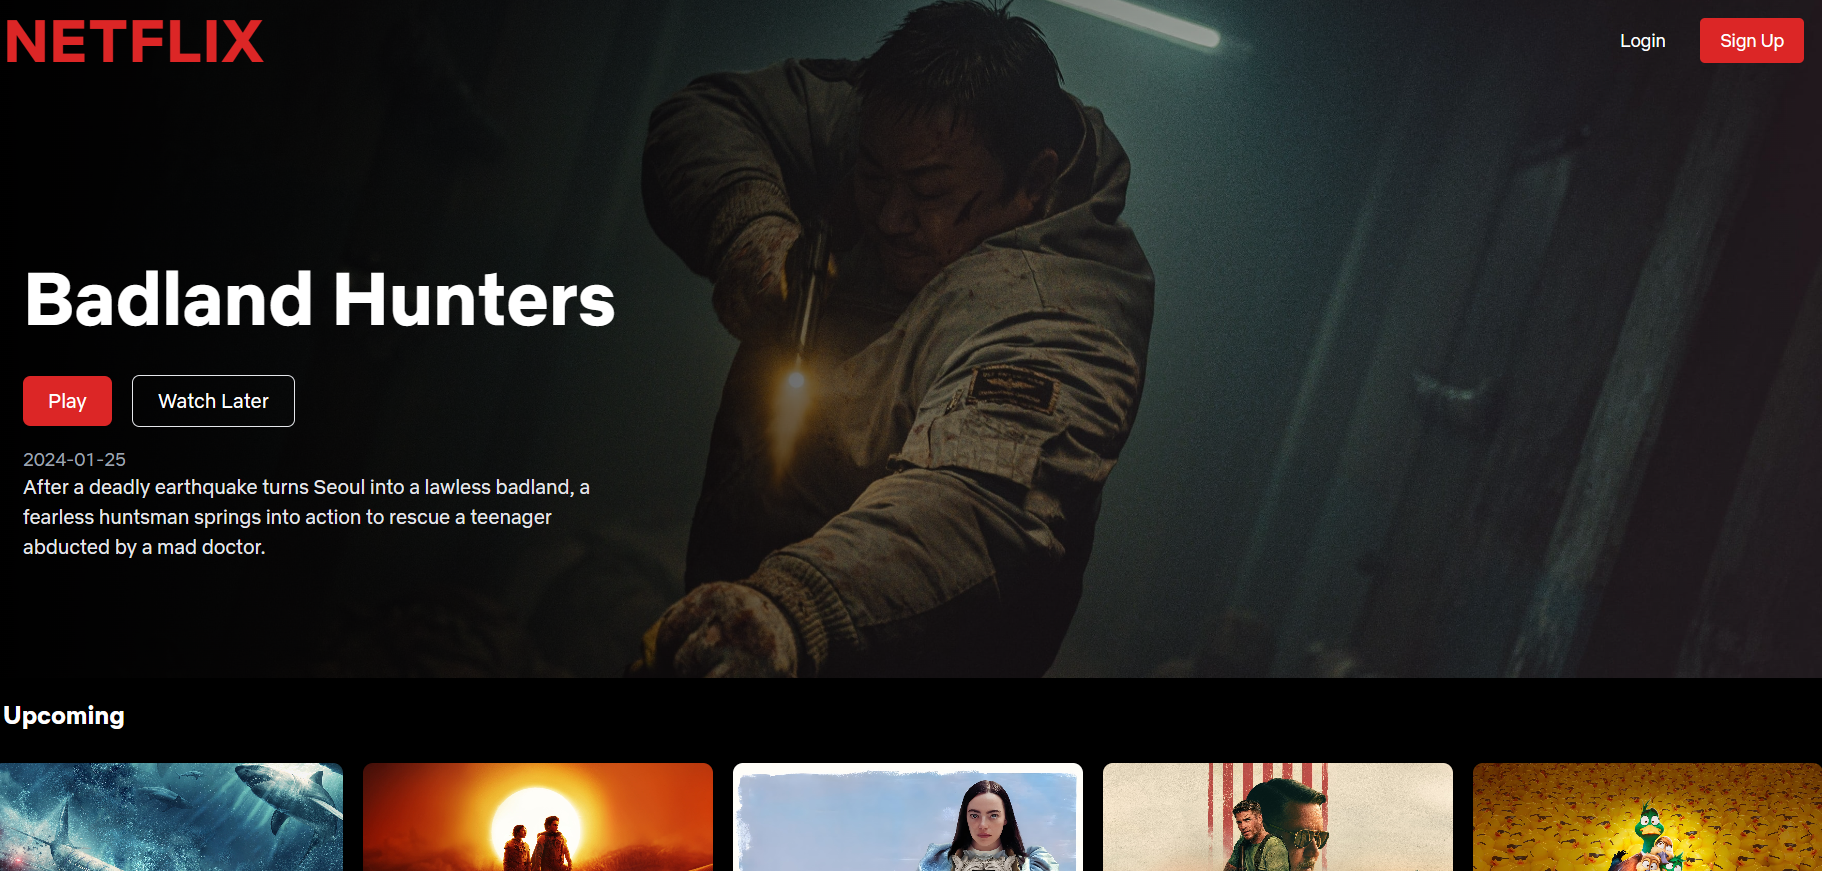 NETFLIX
Login
Sign Up
Badland Hunters
Play
Watch Later
2024-01-25
After a deadly earthquake turns Seoul into a lawless badland, a
fearless huntsman springs into action to rescue a teenager
abducted by a mad doctor.
Upcoming